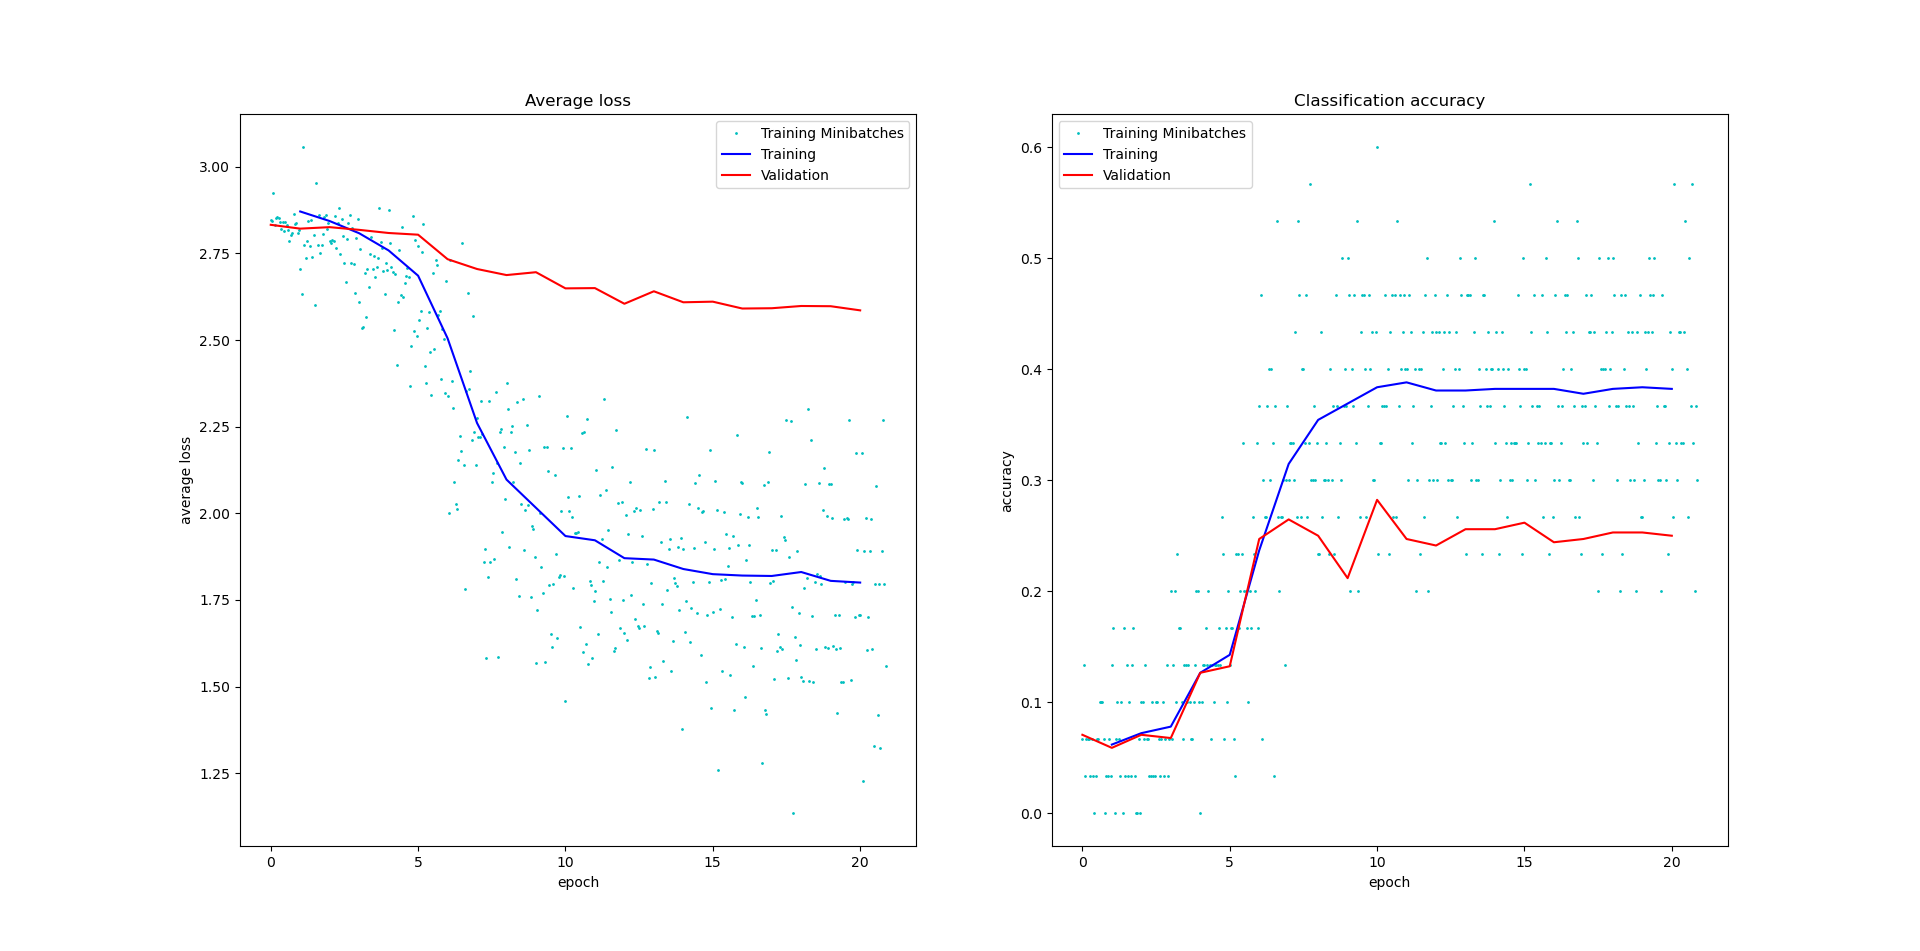 Average loss
Training Minibatches
Training
Validation
3.00
2.75
2.50
2.25
2.00
1.75
1.50
1.25
average loss
0 5 10 15 20
epoch
Classification accuracy
Training Minibatches
Training
Validation
0.6
0.5
0.4
0.3
0.2
0.1
0.0
accuracy
0 5 10 15 20
epoch